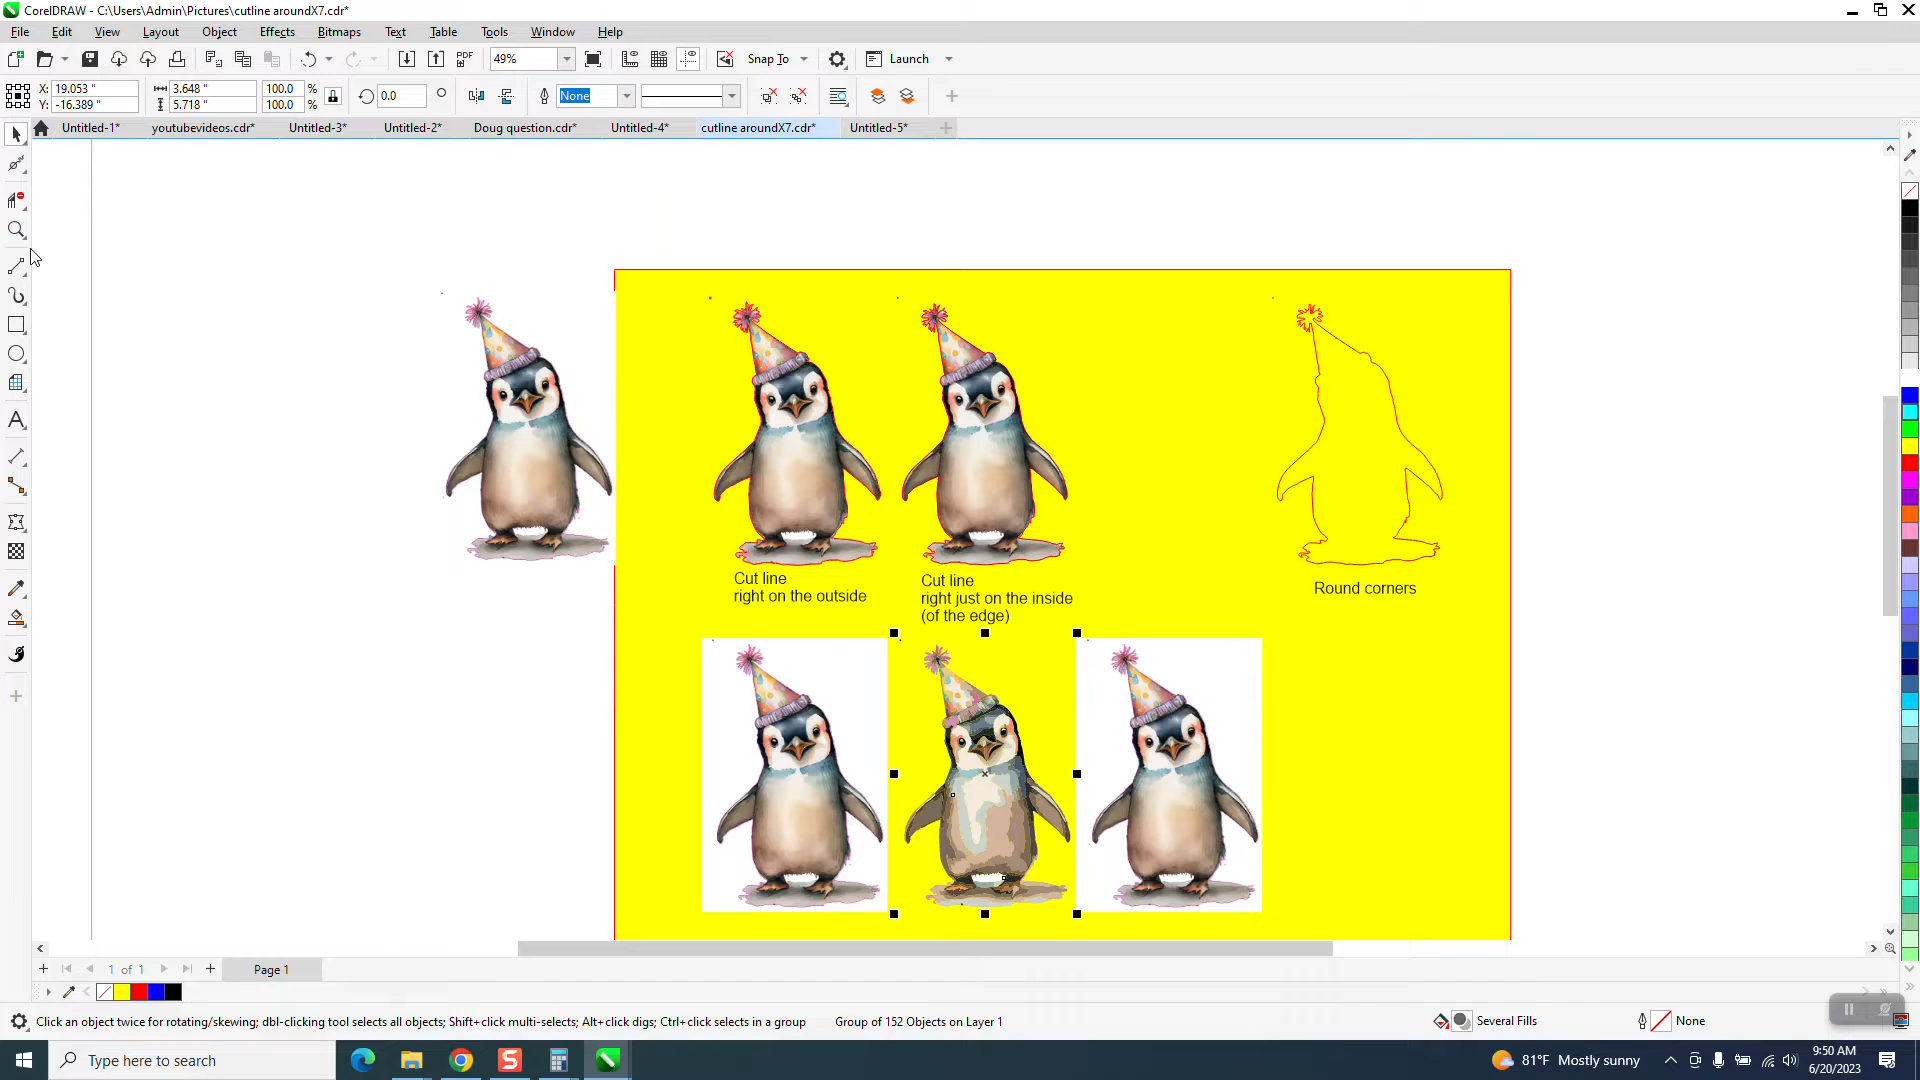 CorelDRAW - C:\Users\Admin\Pictures\cutline aroundX7.cdr*
File Edit View Layout Object Effects Bitmaps Text Table Tools Window Help
PDF 49% Snap To Launch
X: 19.053 " 3.648 " 100.0 % 0.0 None
Y: -16.389 " 5.718 " 100.0 %
Untitled-1* youtubevideos.cdr* Untitled-3* Untitled-2* Doug question.cdr* Untitled-4* cutline aroundX7.cdr* Untitled-5*
Cut line
right on the outside
Cut line
right just on the inside
(of the edge)
Round corners
1 of 1 Page 1
Click an object twice for rotating/skewing; dbl-clicking tool selects all objects; Shift+click multi-selects; Alt+click digs; Ctrl+click selects in a group Group of 152 Objects on Layer 1 Several Fills None
Type here to search 81°F Mostly sunny 9:50 AM
6/20/2023